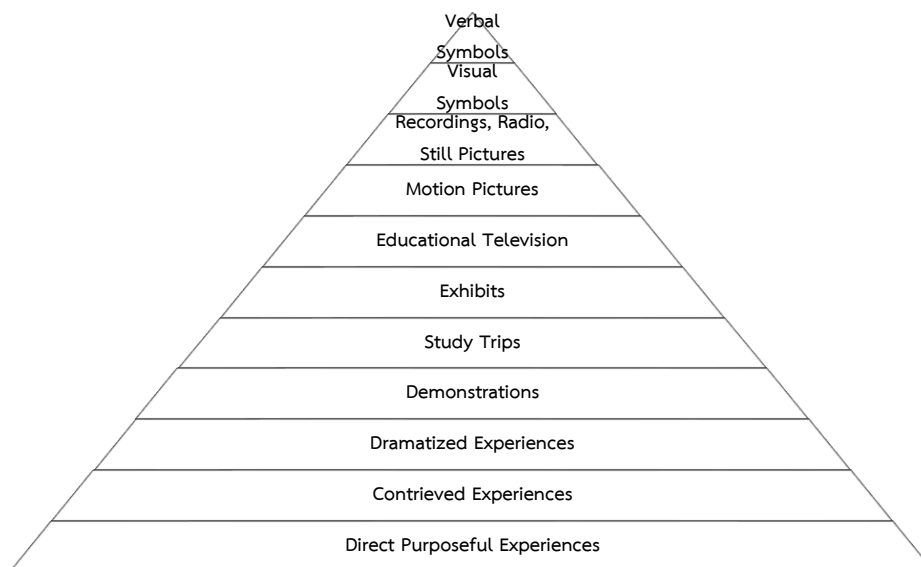 Verbal
Symbols
Visual
Symbols
Recordings, Radio,
Still Pictures
Motion Pictures
Educational Television
Exhibits
Study Trips
Demonstrations
Dramatized Experiences
Contrieved Experiences
Direct Purposeful Experiences